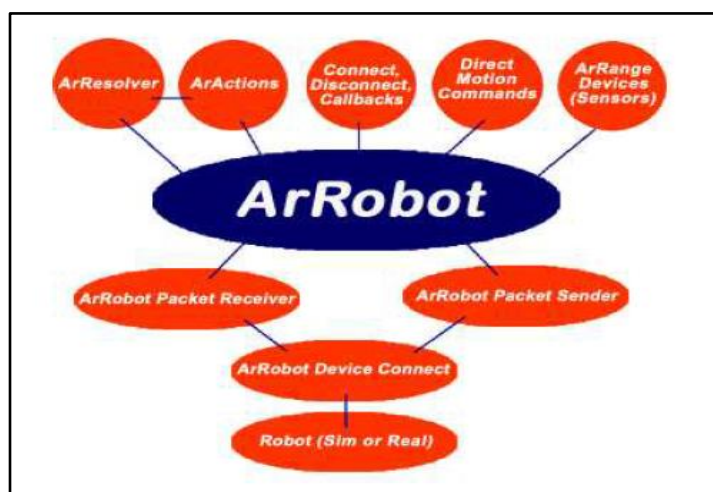 ArResolver
ArActions
Connect,
Disconnect,
Callbacks
Direct
Motion
Commands
ArRange
Devices
(Sensors)
ArRobot
ArRobot Packet Receiver
ArRobot Packet Sender
ArRobot Device Connect
Robot (Sim or Real)